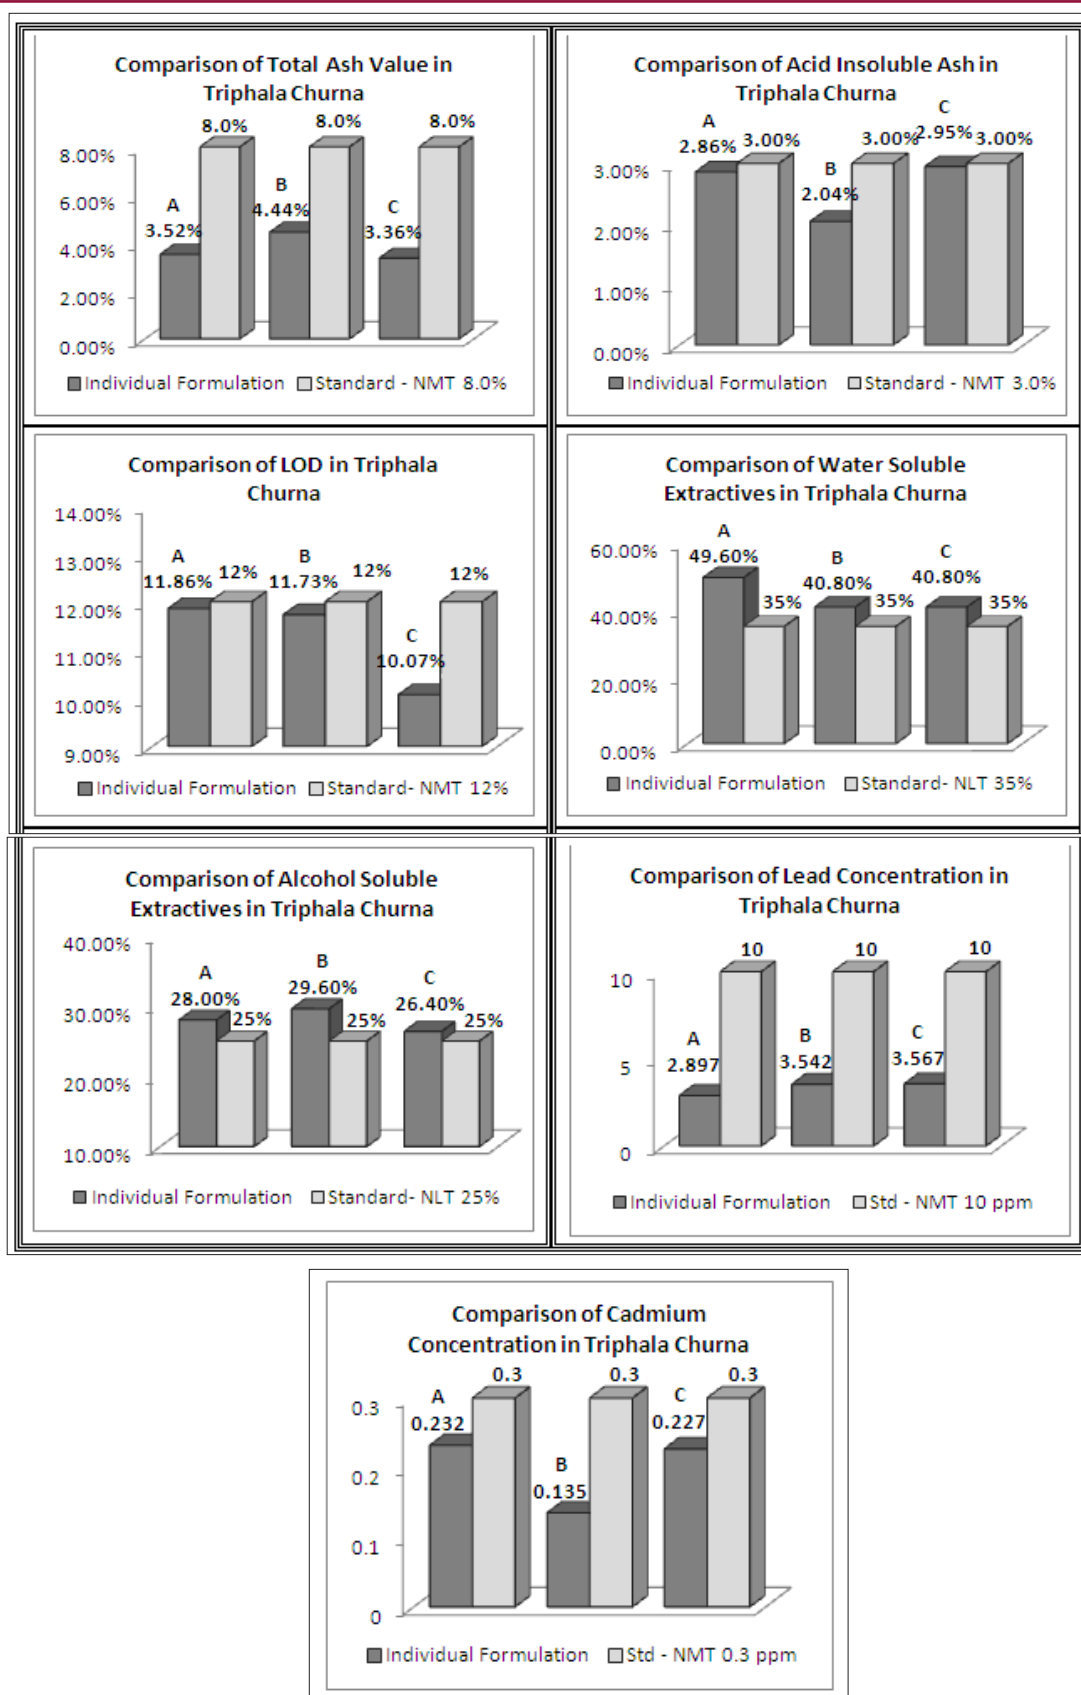 Comparison of Total Ash Value in
Triphala Churna
8.0%
8.0%
8.0%
8.00%
6.00%
4.00%
2.00%
0.00%
A
3.52%
B
4.44%
C
3.36%
Individual Formulation
Standard - NMT 8.0%
Comparison of Acid Insoluble Ash in
Triphala Churna
A
2.86%
3.00%
B
2.04%
3.00%
C
2.95%
3.00%
3.00%
2.00%
1.00%
0.00%
Individual Formulation
Standard - NMT 3.0%
Comparison of LOD in Triphala
Churna
14.00%
13.00%
12.00%
11.00%
10.00%
9.00%
A
11.86%
12%
B
11.73%
12%
C
10.07%
12%
Individual Formulation
Standard- NMT 12%
Comparison of Water Soluble
Extractives in Triphala Churna
60.00%
40.00%
20.00%
0.00%
A
49.60%
35%
B
40.80%
35%
C
40.80%
35%
Individual Formulation
Standard- NLT 35%
Comparison of Alcohol Soluble
Extractives in Triphala Churna
40.00%
30.00%
20.00%
10.00%
A
28.00%
25%
B
29.60%
25%
C
26.40%
25%
Individual Formulation
Standard- NLT 25%
Comparison of Lead Concentration in
Triphala Churna
10
5
0
A
2.897
10
B
3.542
10
C
3.567
10
Individual Formulation
Std - NMT 10 ppm
Comparison of Cadmium
Concentration in Triphala Churna
0.3
0.2
0.1
0
A
0.232
0.3
B
0.135
0.3
C
0.227
0.3
Individual Formulation
Std - NMT 0.3 ppm